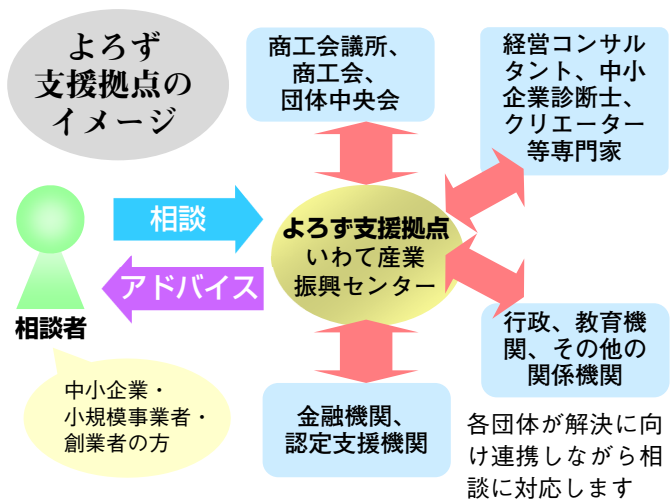 よろず
支援拠点の
イメージ
商工会議所、
商工会、
団体中央会
経営コンサル
タント、中小
企業診断士、
クリエーター
等専門家
相談
アドバイス
相談者
よろず支援拠点
いわて産業
振興センター
中小企業・
小規模事業者・
創業者の方
金融機関、
認定支援機関
行政、教育機
関、その他の
関係機関
各団体が解決に向
け連携しながら相
談に対応します